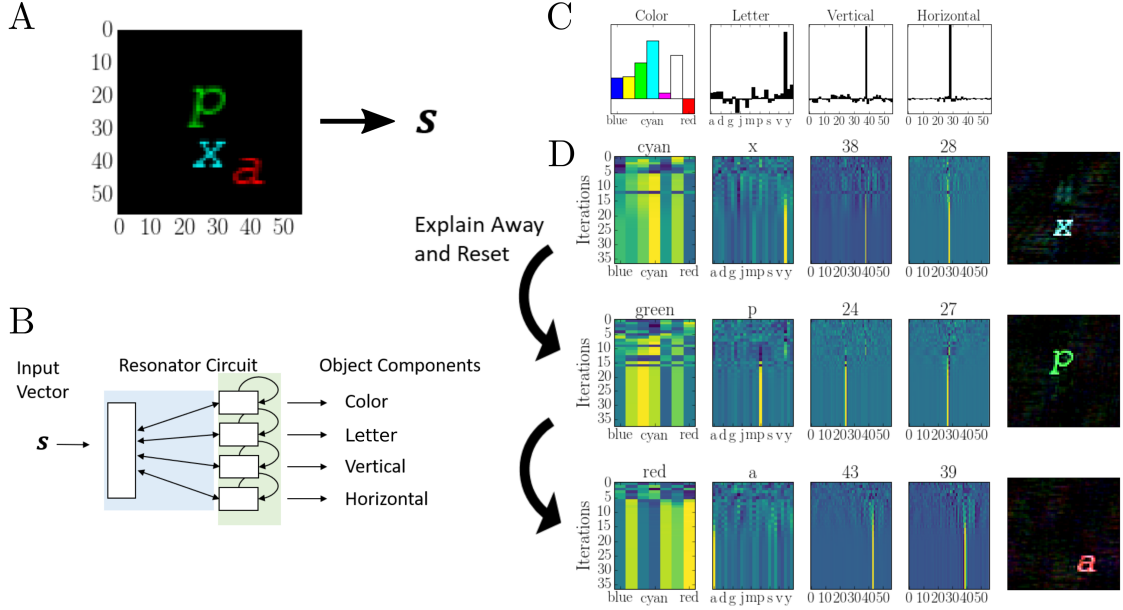 A
0
10
20
30
40
50
0 10 20 30 40 50
s
Explain Away
and Reset
B
Input
Vector
Resonator Circuit
Object Components
s
Color
Letter
Vertical
Horizontal
C
Color Letter Vertical Horizontal
blue cyan red
a d g j m p s v y
0 10 20 30 40 50
0 10 20 30 40 50
D
cyan x 38 28
Iterations
0
5
10
15
20
25
30
35
blue cyan red
a d g j m p s v y
0 10 20 30 40 50
0 10 20 30 40 50
x
green p 24 27
Iterations
0
5
10
15
20
25
30
35
blue cyan red
a d g j m p s v y
0 10 20 30 40 50
0 10 20 30 40 50
p
red a 43 39
Iterations
0
5
10
15
20
25
30
35
blue cyan red
a d g j m p s v y
0 10 20 30 40 50
0 10 20 30 40 50
a
p
x
a